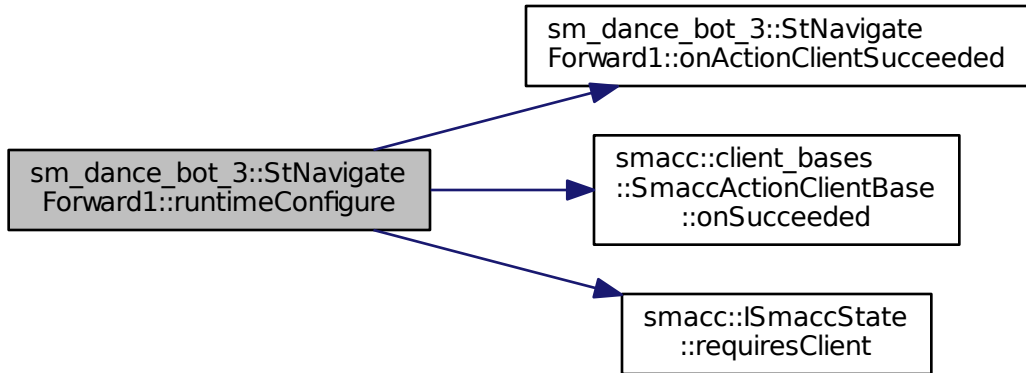 sm_dance_bot_3::StNavigate
Forward1::onActionClientSucceeded
sm_dance_bot_3::StNavigate
Forward1::runtimeConfigure
smacc::client_bases
::SmaccActionClientBase
::onSucceeded
smacc::ISmaccState
::requiresClient